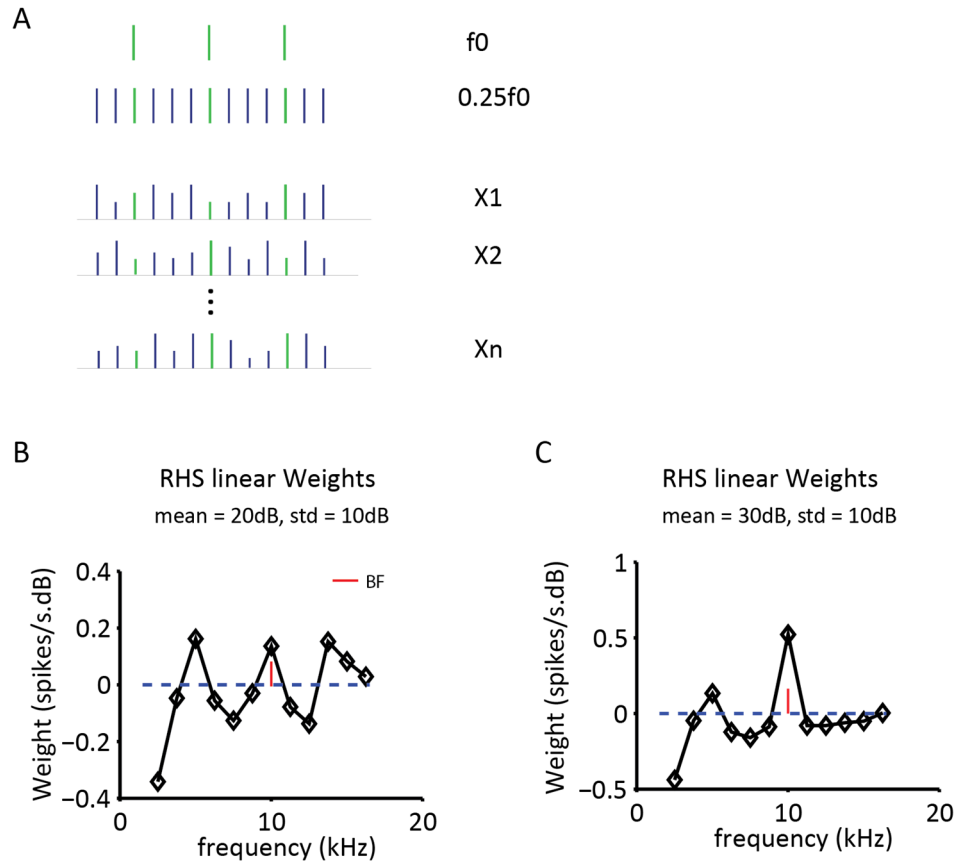 A
f0
0.25f0
X1
X2
Xn
B
RHS linear Weights
mean = 20dB, std = 10dB
Weight (spikes/s.dB)
0.4
0.2
0
−0.2
−0.4
BF
0
10
20
frequency (kHz)
C
RHS linear Weights
mean = 30dB, std = 10dB
Weight (spikes/s.dB)
1
0.5
0
−0.5
0
10
20
frequency (kHz)